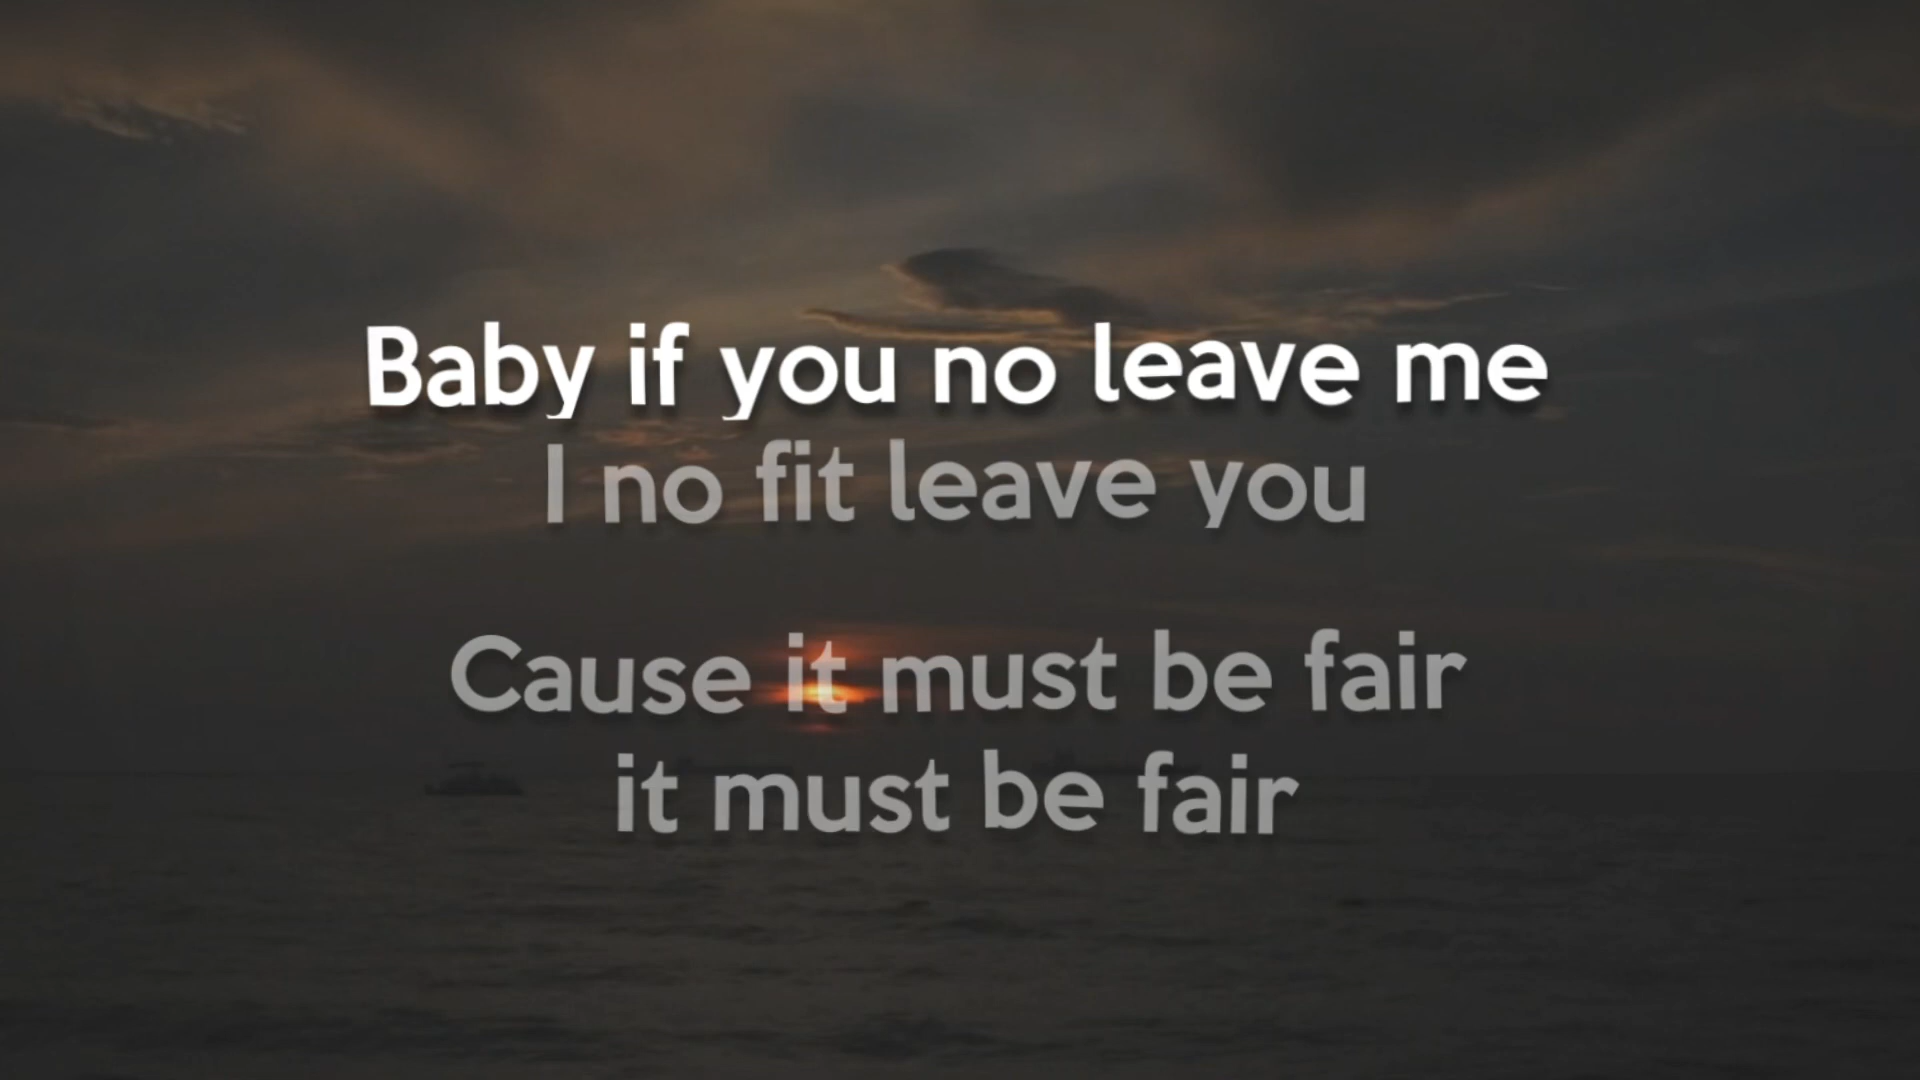 Baby if you no leave me
I no fit leave you
Cause it must be fair
it must be fair